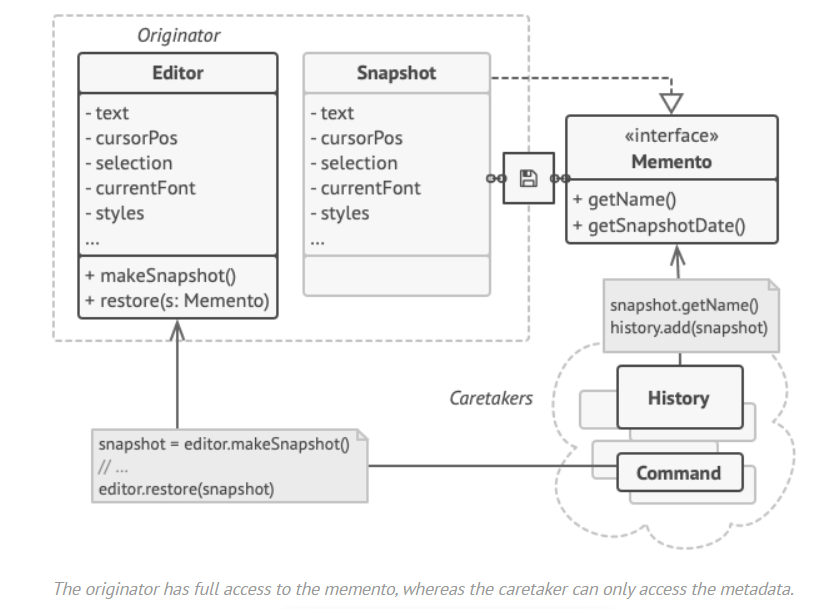 Originator
Editor
- text
- cursorPos
- selection
- currentFont
- styles
...
+ makeSnapshot()
+ restore(s: Memento)
Snapshot
- text
- cursorPos
- selection
- currentFont
- styles
...
«interface»
Memento
+ getName()
+ getSnapshotDate()
snapshot.getName()
history.add(snapshot)
Caretakers
History
Command
snapshot = editor.makeSnapshot()
// ...
editor.restore(snapshot)
The originator has full access to the memento, whereas the caretaker can only access the metadata.